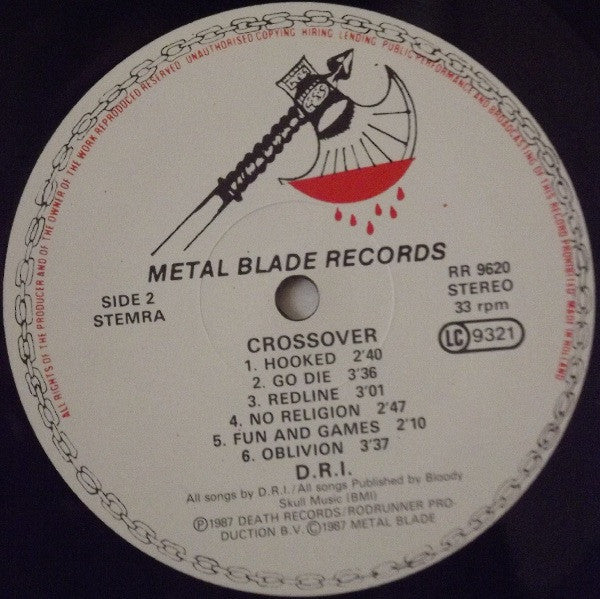 ALL RIGHTS OF THE PRODUCER AND OF THE OWNER OF THE WORK REPRODUCED RESERVED UNAUTHORISED COPYING HIRING LENDING PUBLIC PERFORMANCE AND BROADCASTING OF THIS RECORD PROHIBITED MADE IN HOLLAND
METAL BLADE RECORDS
SIDE 2
STEMRA
RR 9620
STEREO
33 rpm
LC 9321
CROSSOVER
1. HOOKED 2'40
2. GO DIE 3'36
3. REDLINE 3'01
4. NO RELIGION 2'47
5. FUN AND GAMES 2'10
6. OBLIVION 3'37
D.R.I.
All songs by D.R.I./All songs Published by Bloody
Skull Music (BMI)
Ⓟ1987 DEATH RECORDS/RODRUNNER PRO-
DUCTION B.V. ©1987 METAL BLADE